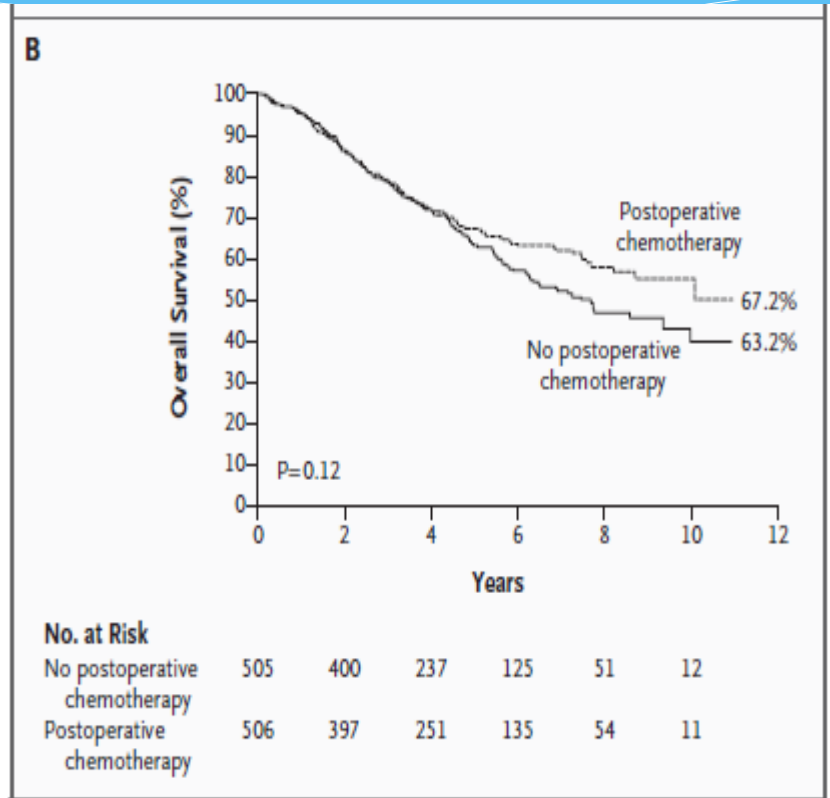 B
100
90
80
70
60
50
40
30
20
10
0
Overall Survival (%)
Postoperative
chemotherapy
67.2%
63.2%
No postoperative
chemotherapy
P=0.12
0 2 4 6 8 10 12
Years
No. at Risk
No postoperative 505 400 237 125 51 12
chemotherapy
Postoperative 506 397 251 135 54 11
chemotherapy